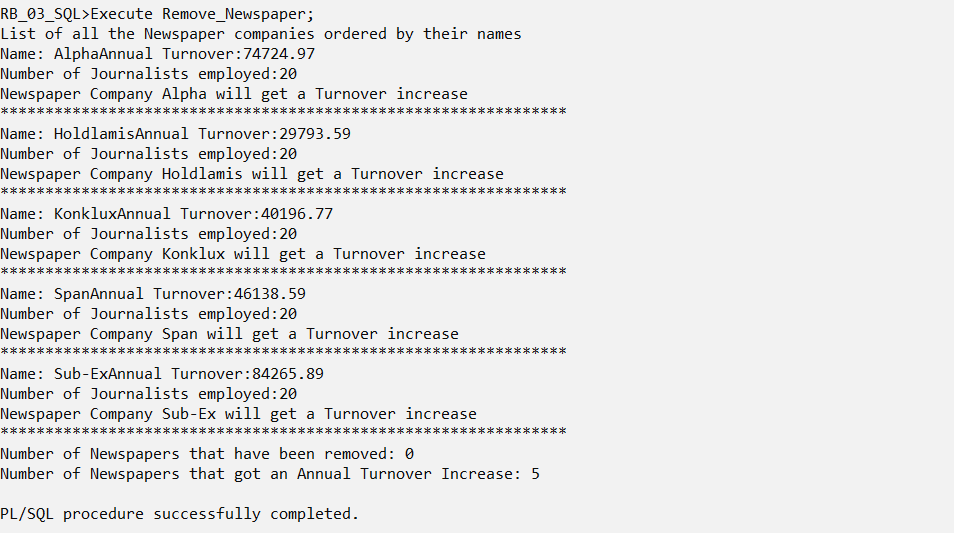 RB_03_SQL>Execute Remove_Newspaper;
List of all the Newspaper companies ordered by their names
Name: AlphaAnnual Turnover:74724.97
Number of Journalists employed:20
Newspaper Company Alpha will get a Turnover increase
***************************************************************
Name: HoldlamisAnnual Turnover:29793.59
Number of Journalists employed:20
Newspaper Company Holdlamis will get a Turnover increase
***************************************************************
Name: KonkluxAnnual Turnover:40196.77
Number of Journalists employed:20
Newspaper Company Konklux will get a Turnover increase
***************************************************************
Name: SpanAnnual Turnover:46138.59
Number of Journalists employed:20
Newspaper Company Span will get a Turnover increase
***************************************************************
Name: Sub-ExAnnual Turnover:84265.89
Number of Journalists employed:20
Newspaper Company Sub-Ex will get a Turnover increase
***************************************************************
Number of Newspapers that have been removed: 0
Number of Newspapers that got an Annual Turnover Increase: 5
PL/SQL procedure successfully completed.